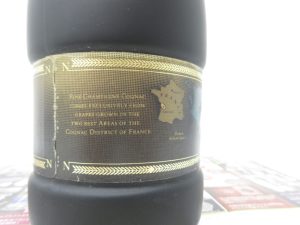 N N
Fine Champagne Cognac
comes exclusively from
grapes grown in the
two best Areas of the
Cognac District of France
N N